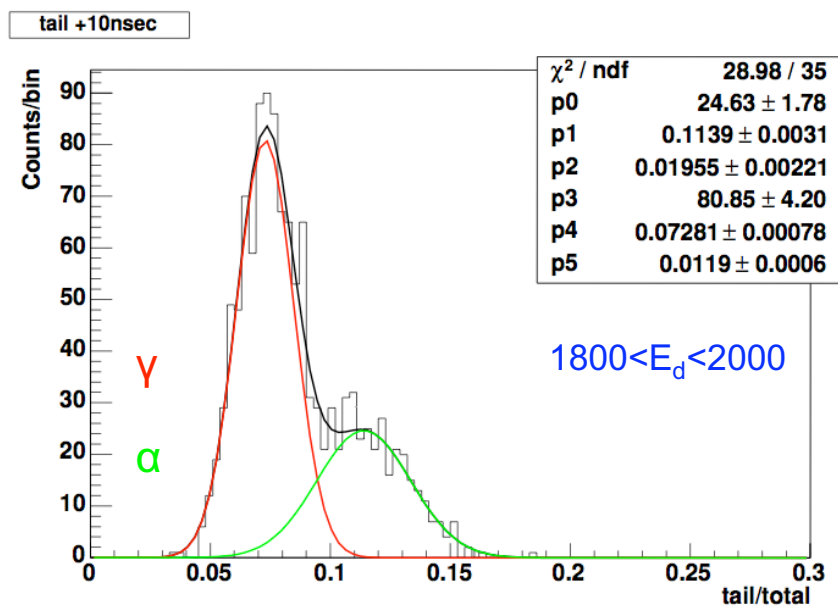 tail +10nsec
χ² / ndf 28.98 / 35
p0 24.63 ± 1.78
p1 0.1139 ± 0.0031
p2 0.01955 ± 0.00221
p3 80.85 ± 4.20
p4 0.07281 ± 0.00078
p5 0.0119 ± 0.0006
Counts/bin
90
80
70
60
50
40
30
20
10
0
γ
α
1800<E_d<2000
0 0.05 0.1 0.15 0.2 0.25 0.3
tail/total